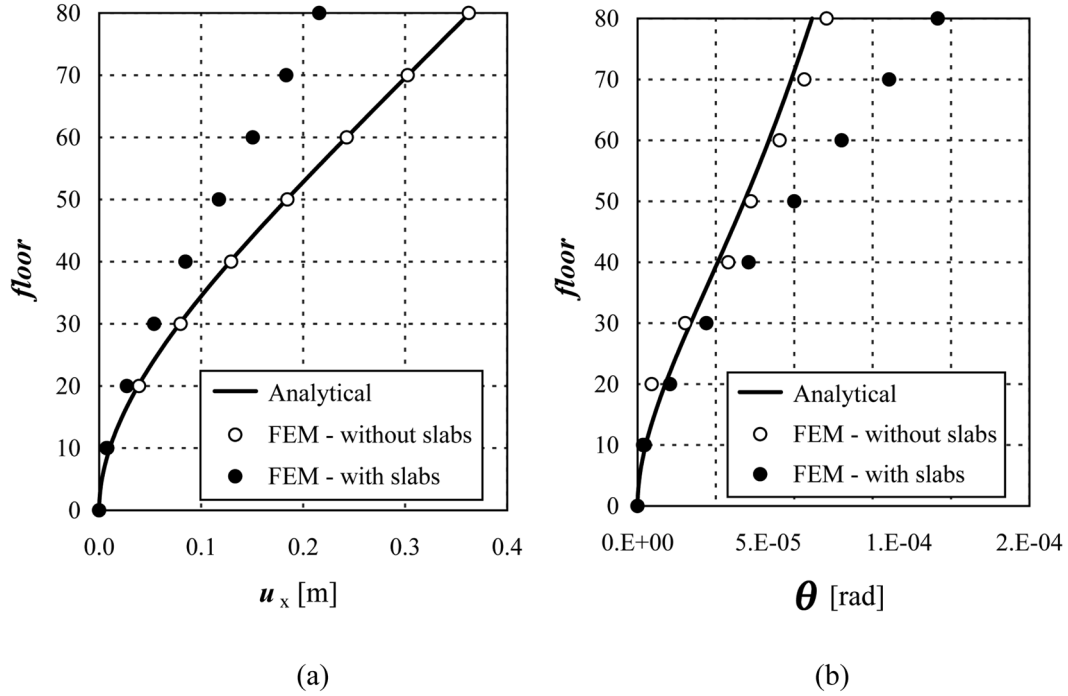 80
70
60
50
40
30
20
10
0
floor
Analytical
FEM - without slabs
FEM - with slabs
0.0 0.1 0.2 0.3 0.4
u x [m]
(a)
80
70
60
50
40
30
20
10
0
floor
Analytical
FEM - without slabs
FEM - with slabs
0.E+00 5.E-05 1.E-04 2.E-04
θ [rad]
(b)